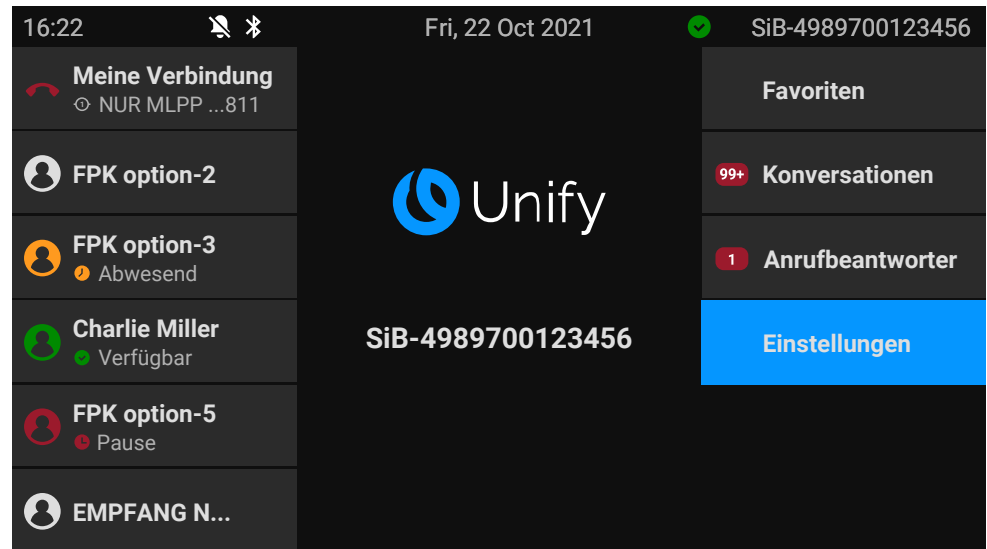 16:22
Fri, 22 Oct 2021
SiB-4989700123456
Meine Verbindung
NUR MLPP ...811
FPK option-2
FPK option-3
Abwesend
Charlie Miller
Verfügbar
FPK option-5
Pause
EMPFANG N...
Unify
SiB-4989700123456
Favoriten
99+ Konversationen
1 Anrufbeantworter
Einstellungen